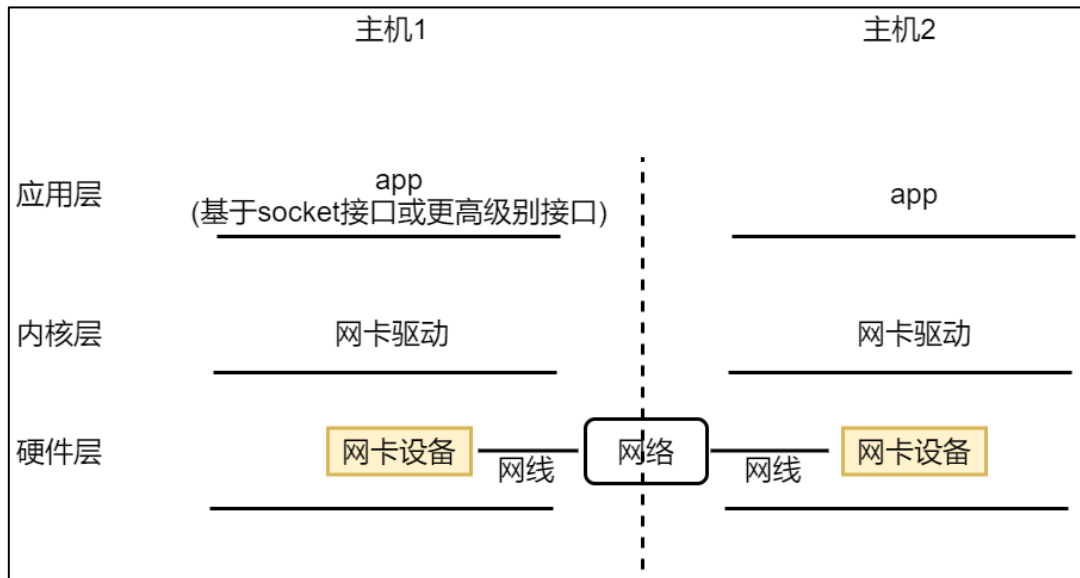 主机1
主机2
应用层
app
(基于socket接口或更高级别接口)
app
内核层
网卡驱动
网卡驱动
硬件层
网卡设备
网线
网络
网线
网卡设备